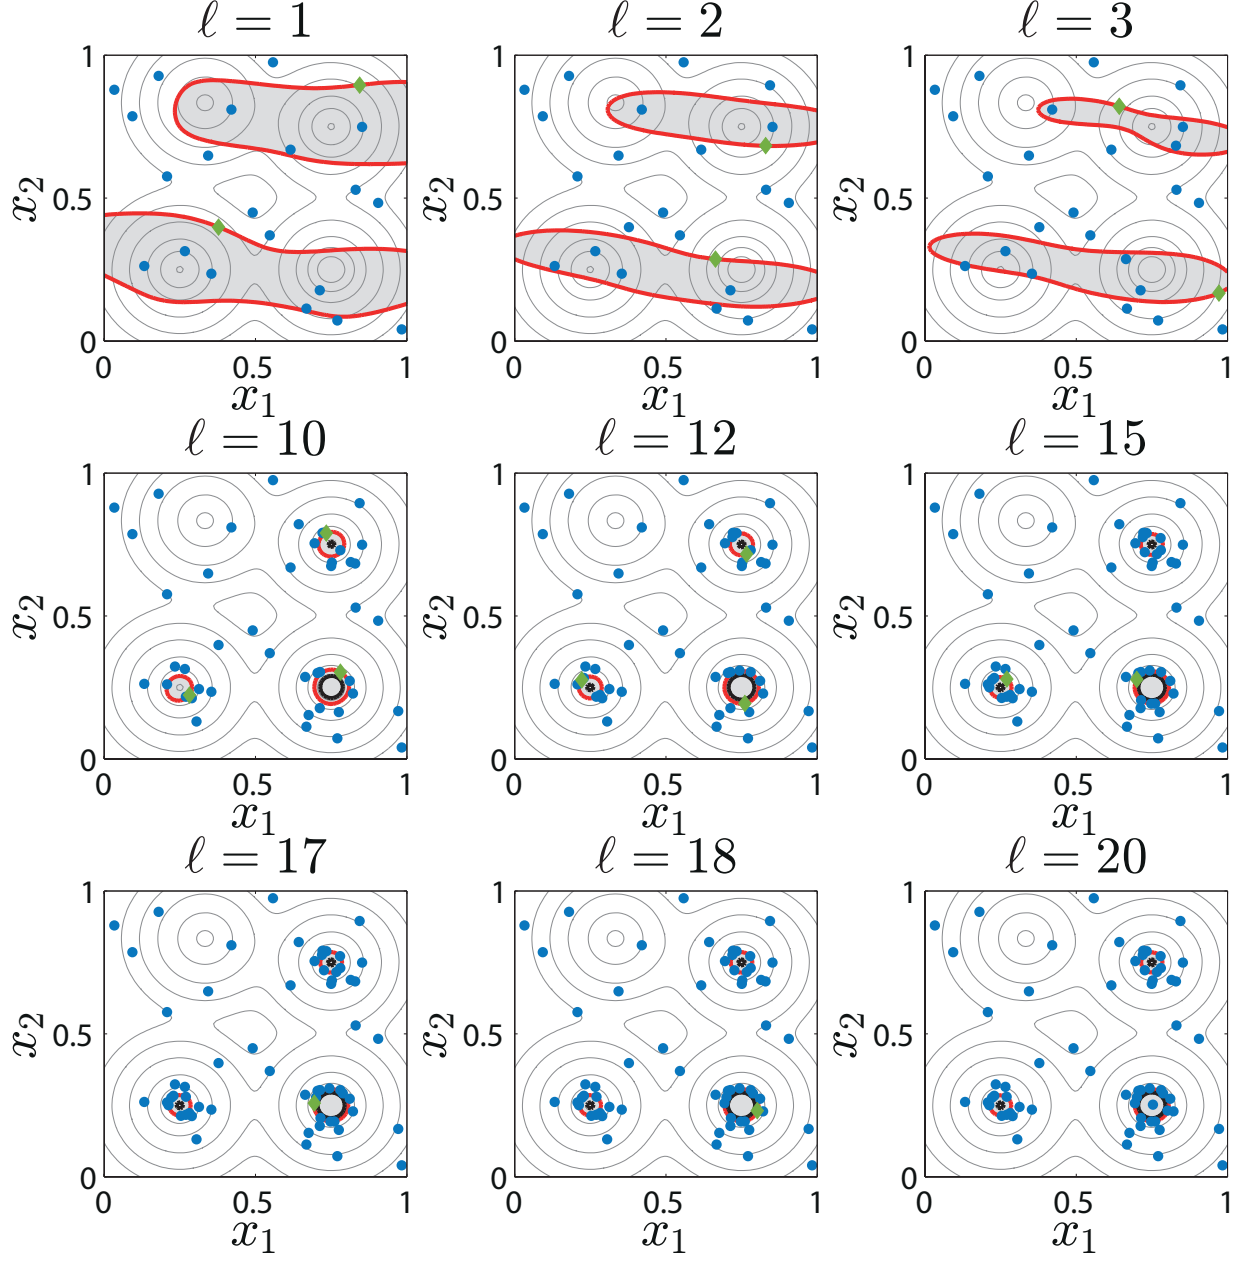 ℓ = 1 ℓ = 2 ℓ = 3
1 1 1
x₂ 0.5 x₂ 0.5 x₂ 0.5
0 0 0
0 0.5 1 0 0.5 1 0 0.5 1
x₁ x₁ x₁
ℓ = 10 ℓ = 12 ℓ = 15
1 1 1
x₂ 0.5 x₂ 0.5 x₂ 0.5
0 0 0
0 0.5 1 0 0.5 1 0 0.5 1
x₁ x₁ x₁
ℓ = 17 ℓ = 18 ℓ = 20
1 1 1
x₂ 0.5 x₂ 0.5 x₂ 0.5
0 0 0
0 0.5 1 0 0.5 1 0 0.5 1
x₁ x₁ x₁